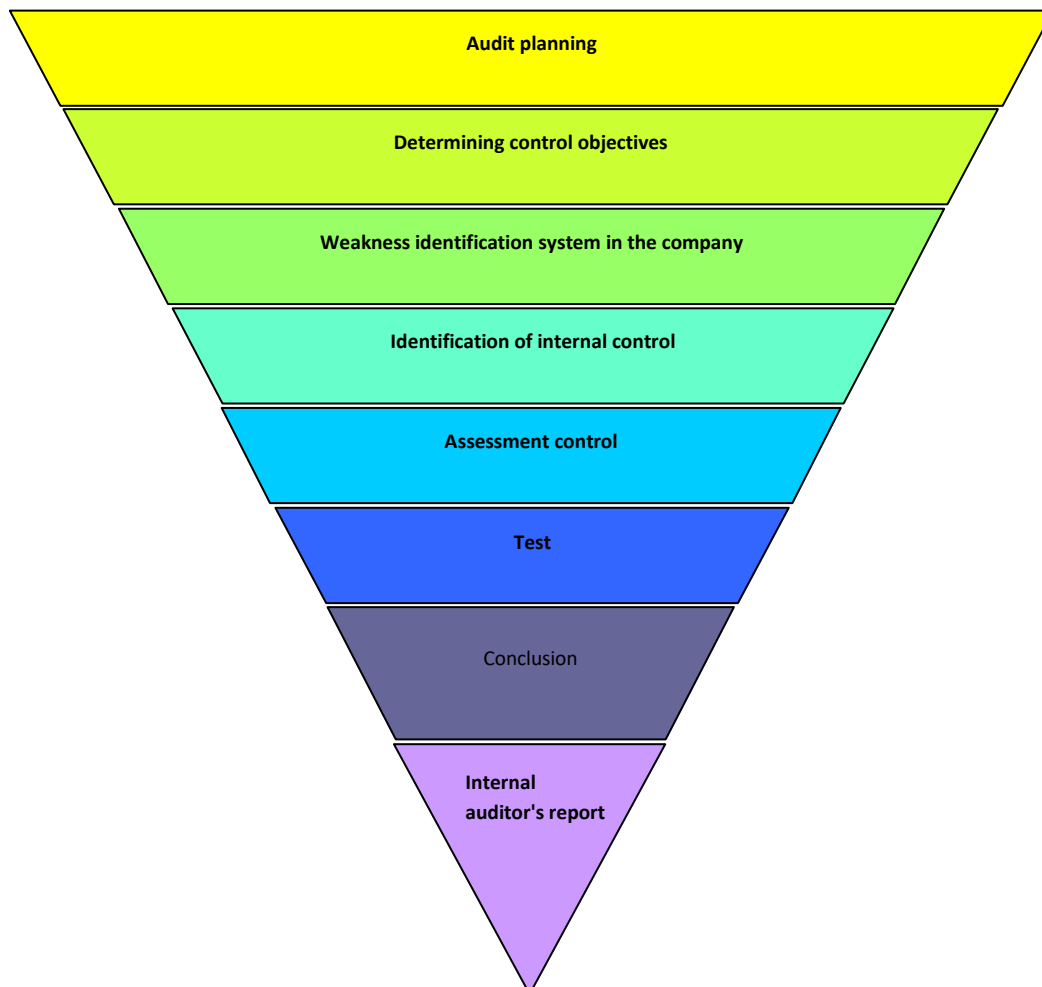 Audit planning
Determining control objectives
Weakness identification system in the company
Identification of internal control
Assessment control
Test
Conclusion
Internal
auditor's report